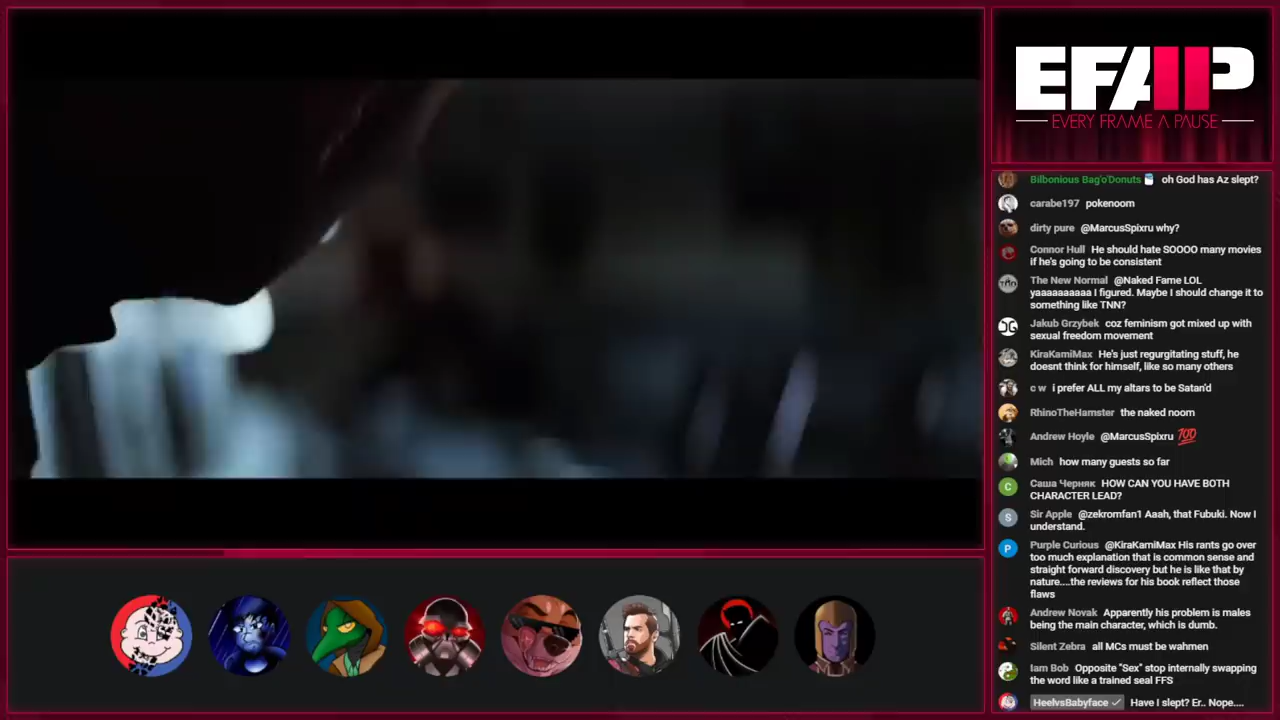 EFAP
EVERY FRAME A PAUSE
Bilbonious Bag'o'Donuts oh God has Az slept?
carabe197 pokenoom
dirty pure @MarcusSpixru why?
Connor Hull He should hate SOOOO many movies
if he's going to be consistent
The New Normal @Naked Fame LOL
yaaaaaaaaaa I figured. Maybe I should change it to
something like TNN?
Jakub Grzybek coz feminism got mixed up with
sexual freedom movement
KiraKamiMax He's just regurgitating stuff, he
doesnt think for himself, like so many others
c w i prefer ALL my altars to be Satan'd
RhinoTheHamster the naked noom
Andrew Hoyle @MarcusSpixru 💯
Mich how many guests so far
C
Саша Черняк HOW CAN YOU HAVE BOTH
CHARACTER LEAD?
S
Sir Apple @zekromfan1 Aaah, that Fubuki. Now I
understand.
P
Purple Curious @KiraKamiMax His rants go over
too much explanation that is common sense and
straight forward discovery but he is like that by
nature....the reviews for his book reflect those
flaws
Andrew Novak Apparently his problem is males
being the main character, which is dumb.
Silent Zebra all MCs must be wahmen
Iam Bob Opposite "Sex" stop internally swapping
the word like a trained seal FFS
HeelvsBabyface ✓ Have I slept? Er.. Nope....